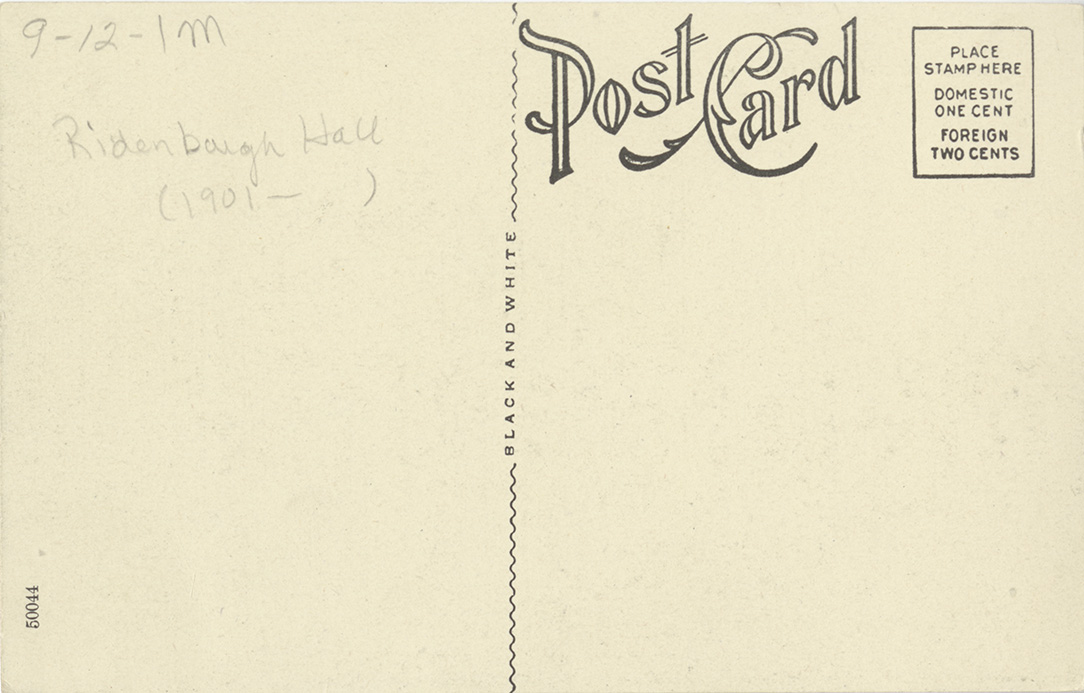 9-12-1M
Ridenbaugh Hall
(1901- )
50044
BLACK AND WHITE
Post Card
PLACE
STAMP HERE
DOMESTIC
ONE CENT
FOREIGN
TWO CENTS